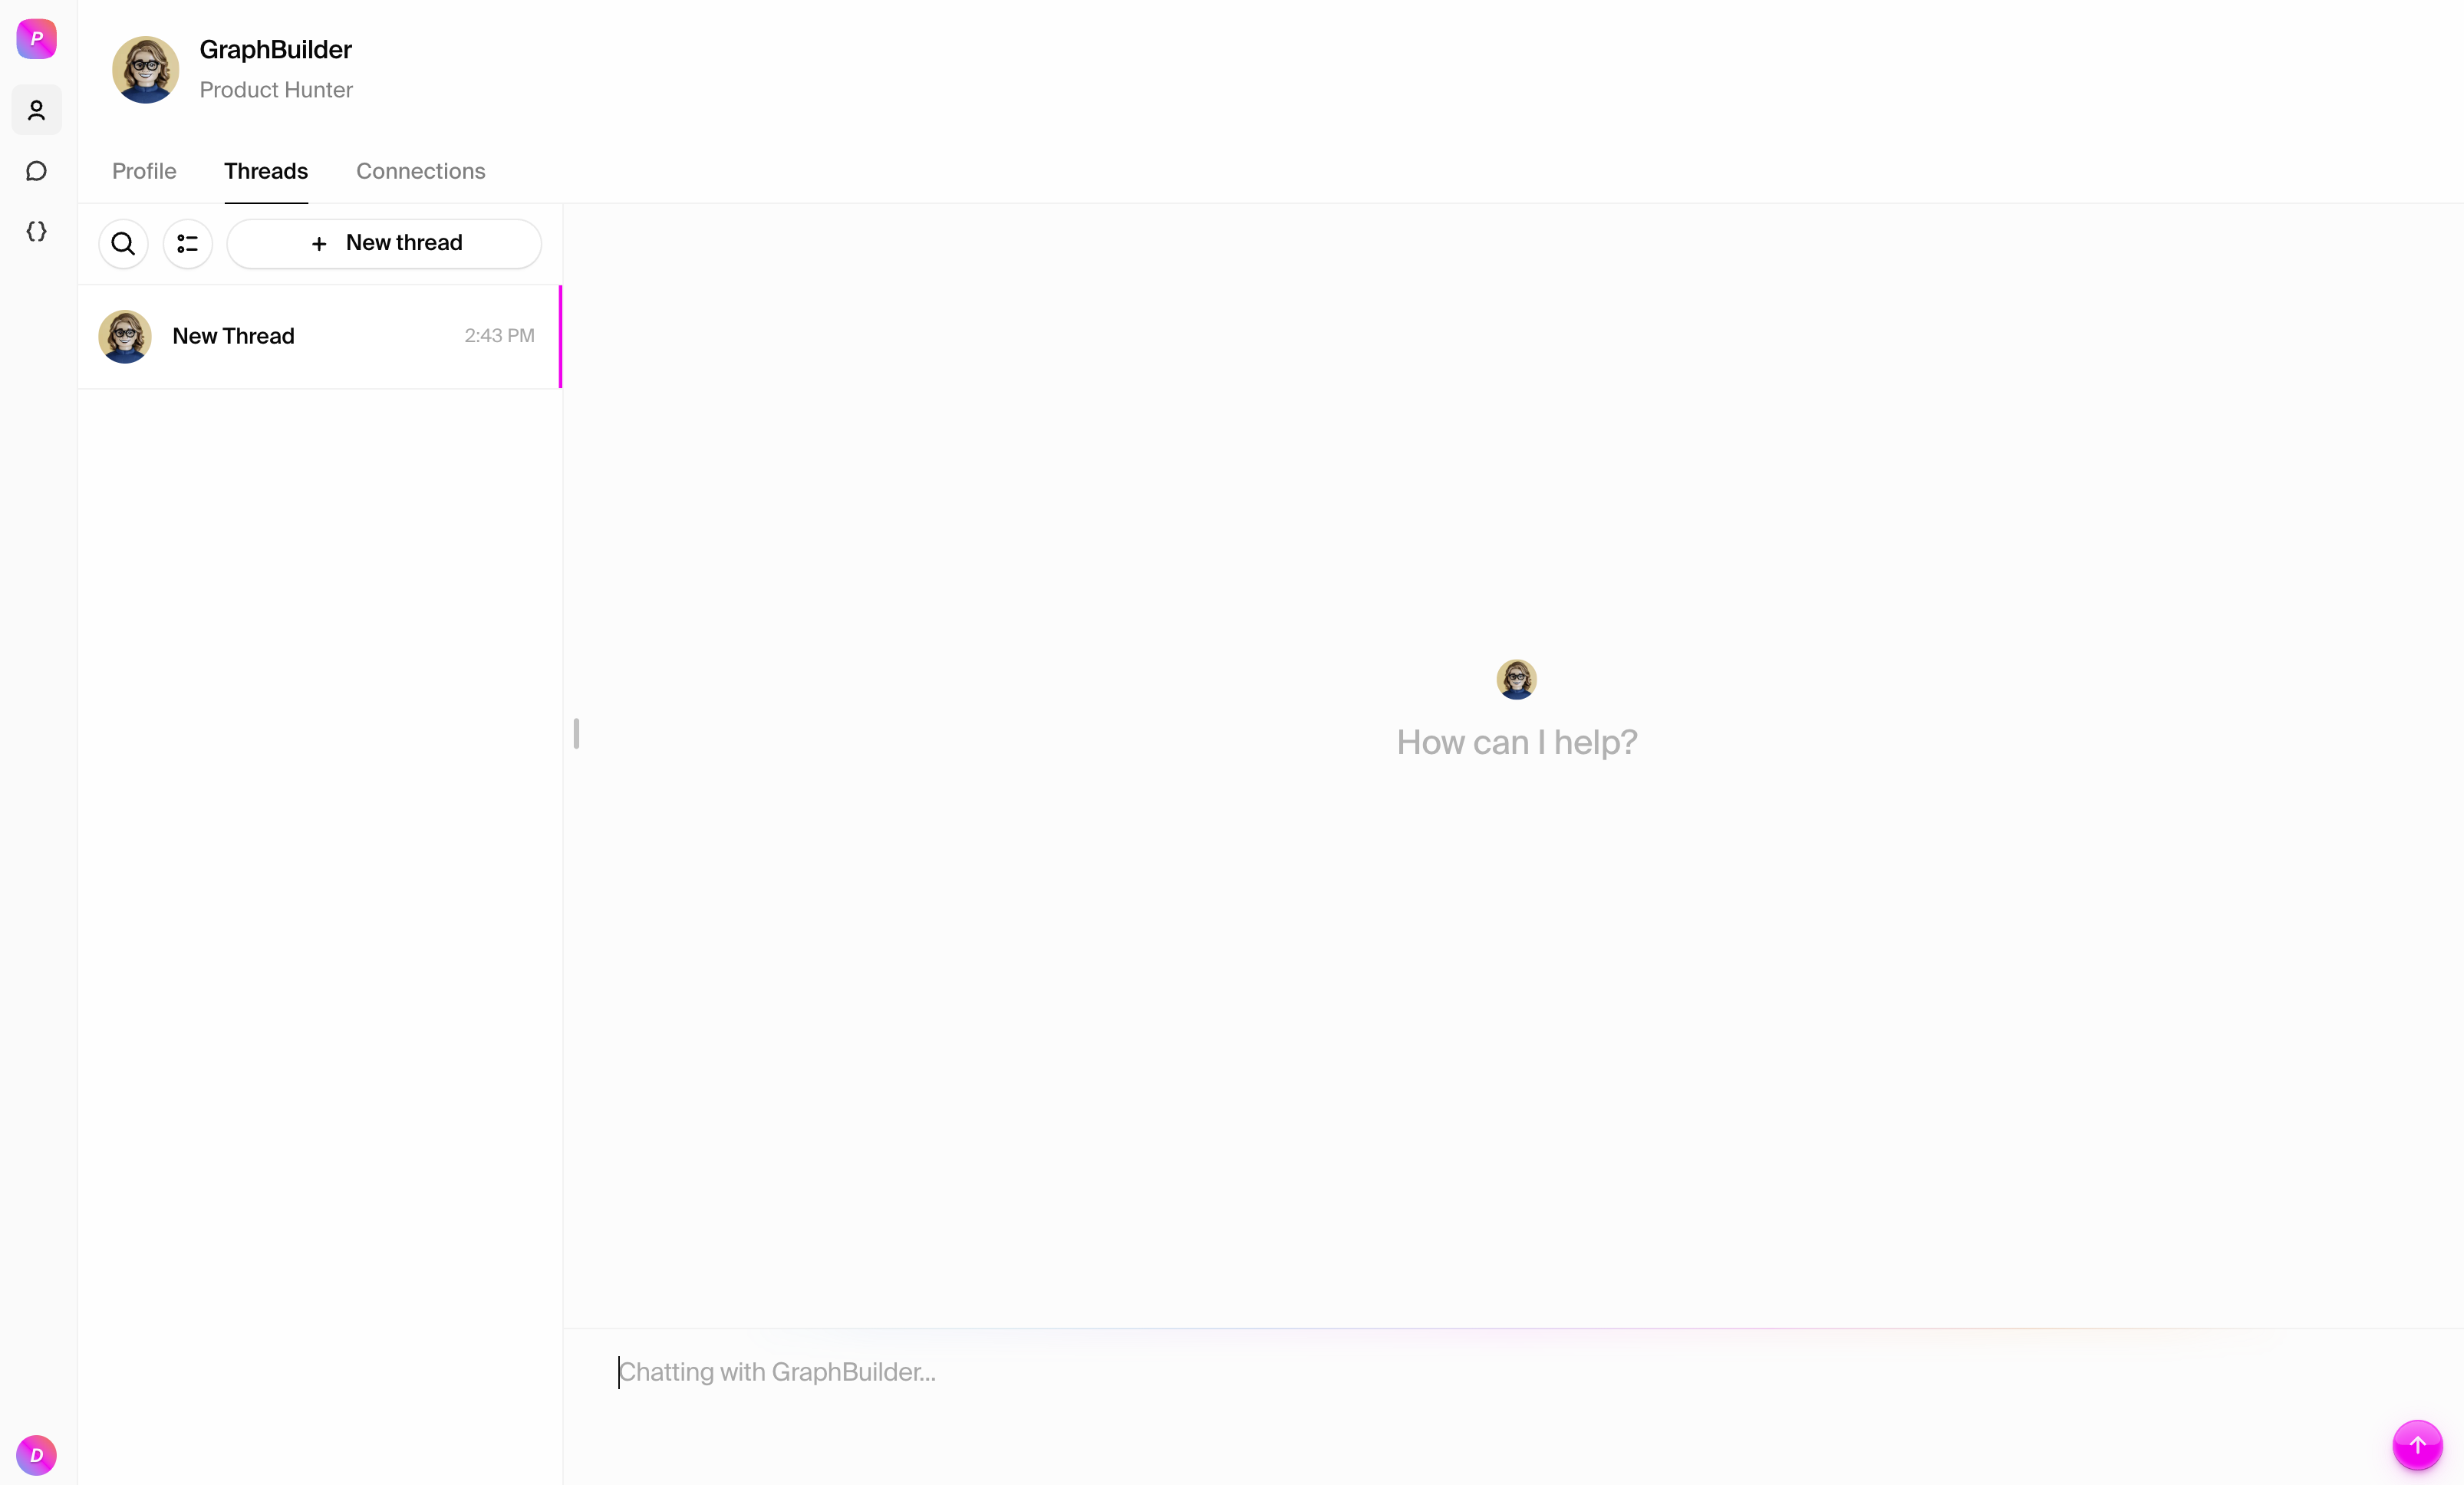 P
GraphBuilder
Product Hunter
Profile
Threads
Connections
New thread
New Thread
2:43 PM
How can I help?
Chatting with GraphBuilder...
D